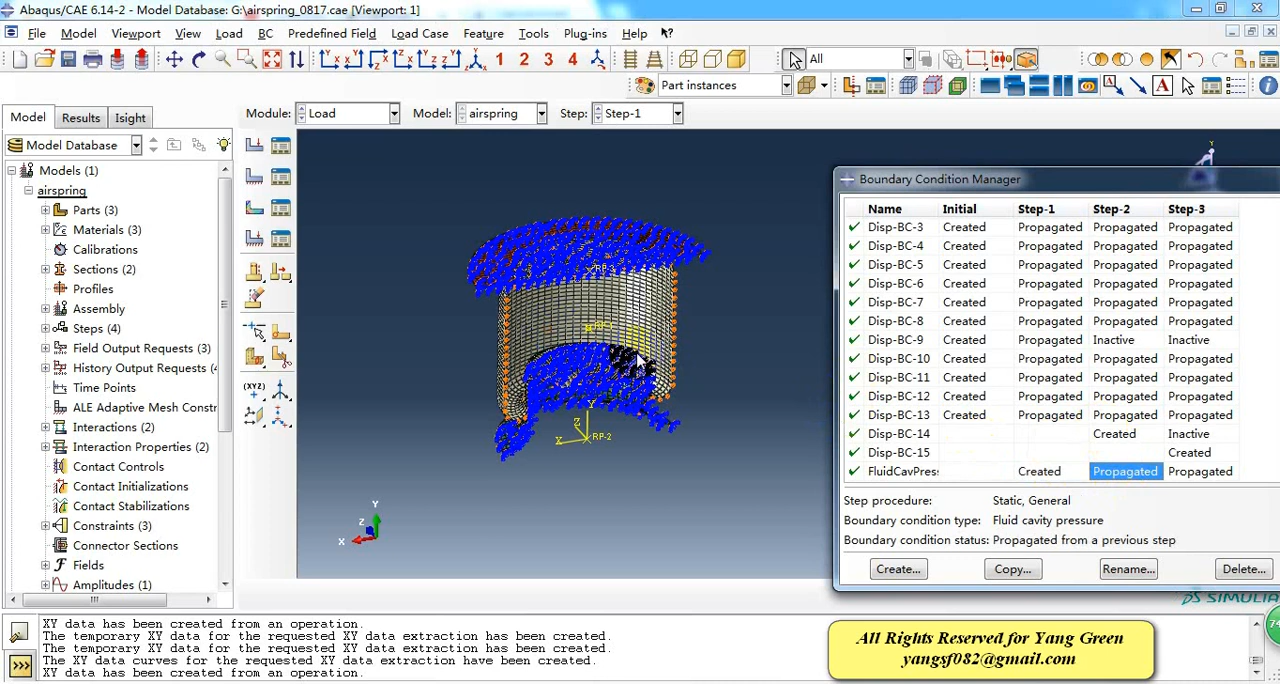 Abaqus/CAE 6.14-2 - Model Database: G:\airspring_0817.cae [Viewport: 1]
File Model Viewport View Load BC Predefined Field Load Case Feature Tools Plug-ins Help
1 2 3 4 All
Part instances
Model Results Isight Module: Load Model: airspring Step: Step-1
Model Database
Models (1)
airspring
Parts (3)
Materials (3)
Calibrations
Sections (2)
Profiles
Assembly
Steps (4)
Field Output Requests (3)
History Output Requests (4
Time Points
ALE Adaptive Mesh Constr
Interactions (2)
Interaction Properties (2)
Contact Controls
Contact Initializations
Contact Stabilizations
Constraints (3)
Connector Sections
Fields
Amplitudes (1)
(XYZ)
RP-3
Y
Z
X
RP-2
Y
Z
X
Y
Boundary Condition Manager
Name Initial Step-1 Step-2 Step-3
Disp-BC-3 Created Propagated Propagated Propagated
Disp-BC-4 Created Propagated Propagated Propagated
Disp-BC-5 Created Propagated Propagated Propagated
Disp-BC-6 Created Propagated Propagated Propagated
Disp-BC-7 Created Propagated Propagated Propagated
Disp-BC-8 Created Propagated Propagated Propagated
Disp-BC-9 Created Propagated Inactive Inactive
Disp-BC-10 Created Propagated Propagated Propagated
Disp-BC-11 Created Propagated Propagated Propagated
Disp-BC-12 Created Propagated Propagated Propagated
Disp-BC-13 Created Propagated Propagated Propagated
Disp-BC-14 Created Inactive
Disp-BC-15 Created
FluidCavPres Created Propagated Propagated
Step procedure: Static, General
Boundary condition type: Fluid cavity pressure
Boundary condition status: Propagated from a previous step
Create... Copy... Rename... Delete...
SIMULIA
XY data has been created from an operation.
The temporary XY data for the requested XY data extraction has been created.
The temporary XY data for the requested XY data extraction has been created.
The XY data curves for the requested XY data extraction have been created.
XY data has been created from an operation.
All Rights Reserved for Yang Green
yangsf082@gmail.com
74